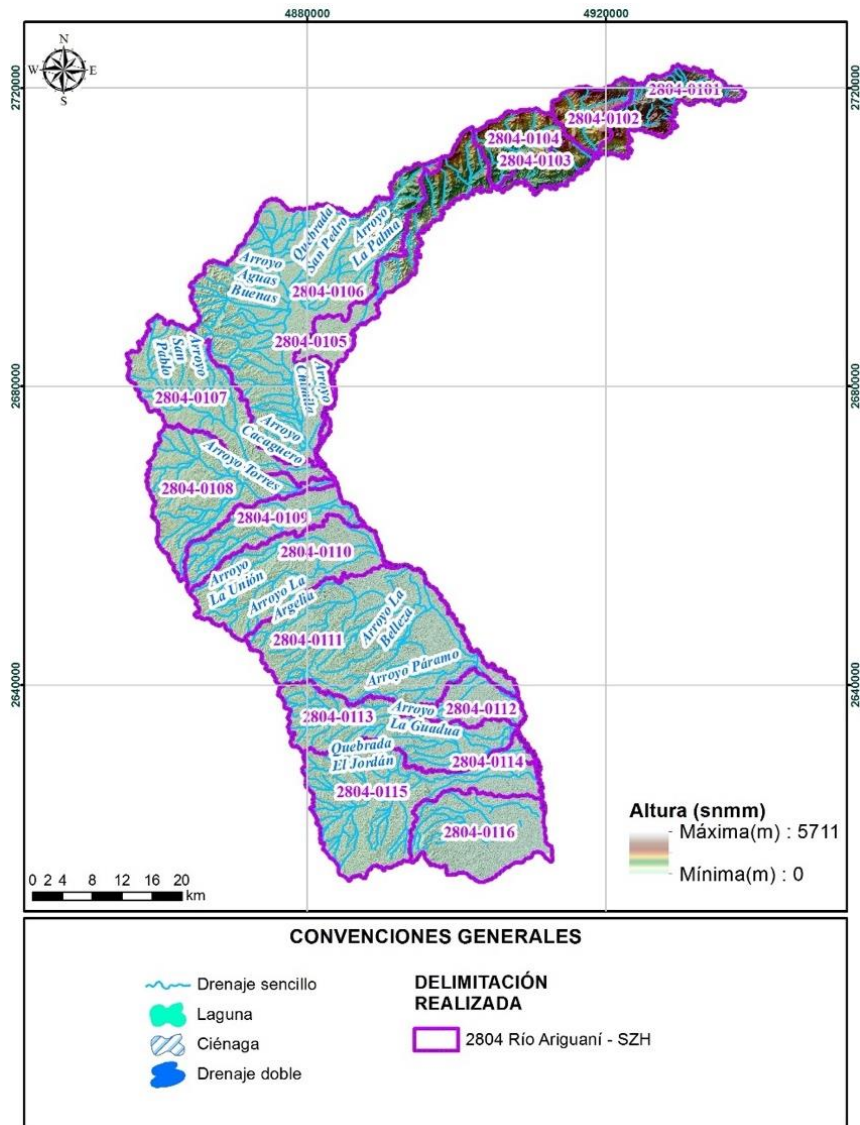 4880000
4920000
N
W
E
S
2720000
2720000
2804-0101
2804-0102
2804-0104
2804-0103
Quebrada
San Pedro
Arroyo
La Palma
Arroyo
Aguas
Buenas
2804-0106
2804-0105
Arroyo
San
Pablo
Arroyo
Chimila
2680000
2680000
2804-0107
Arroyo
Cacaguero
Arroyo Torres
2804-0108
2804-0109
2804-0110
Arroyo
La Unión
Arroyo La
Argelia
Arroyo La
Belleza
2804-0111
Arroyo Páramo
2640000
2640000
2804-0112
2804-0113
Arroyo
La Guadua
Quebrada
El Jordán
2804-0114
2804-0115
2804-0116
Altura (snmm)
Máxima(m) : 5711
Mínima(m) : 0
0 2 4 8 12 16 20
km
CONVENCIONES GENERALES
Drenaje sencillo
Laguna
Ciénaga
Drenaje doble
DELIMITACIÓN
REALIZADA
2804 Río Ariguaní - SZH